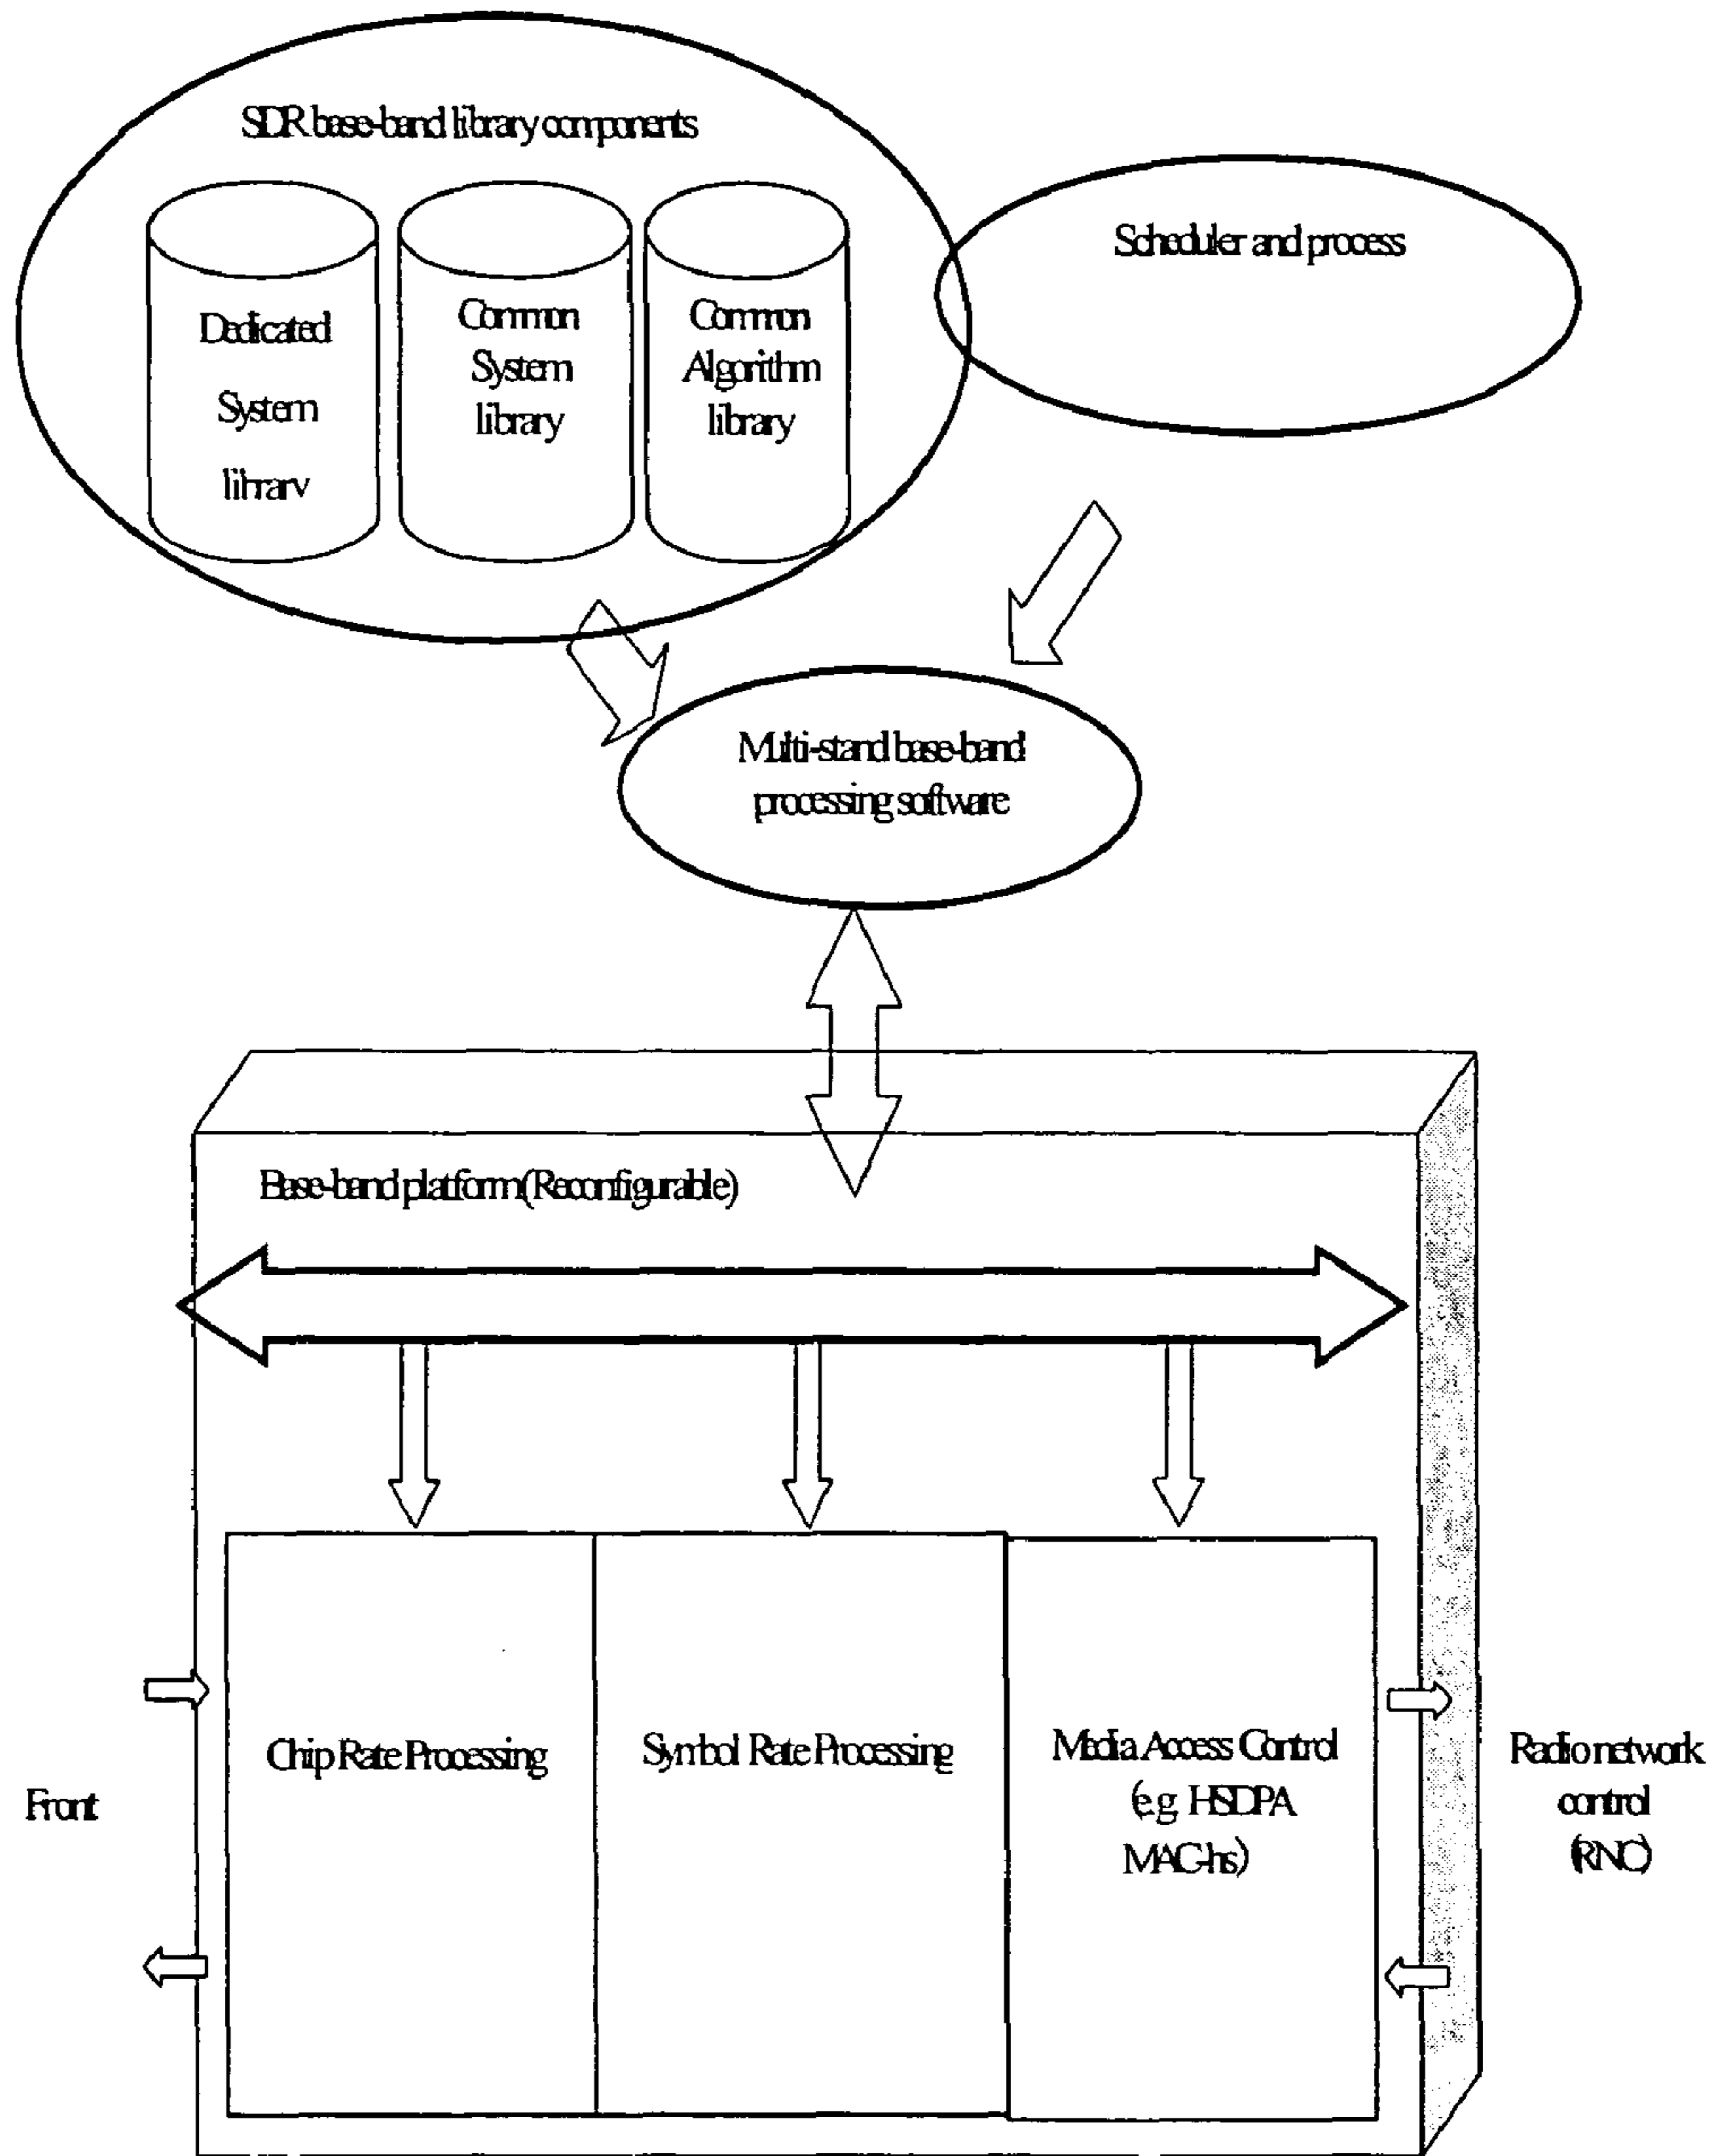 SDR base-band library components
Scheduler and process
Dedicated
System
library
Common
System
library
Common
Algorithm
library
Multi-stand base-band
processing software
Base-band platform (Reconfigurable)
Chip Rate Processing
Symbol Rate Processing
Media Access Control
(e.g. HSDPA
MAC-hs)
Front
Radio network
control
(RNC)